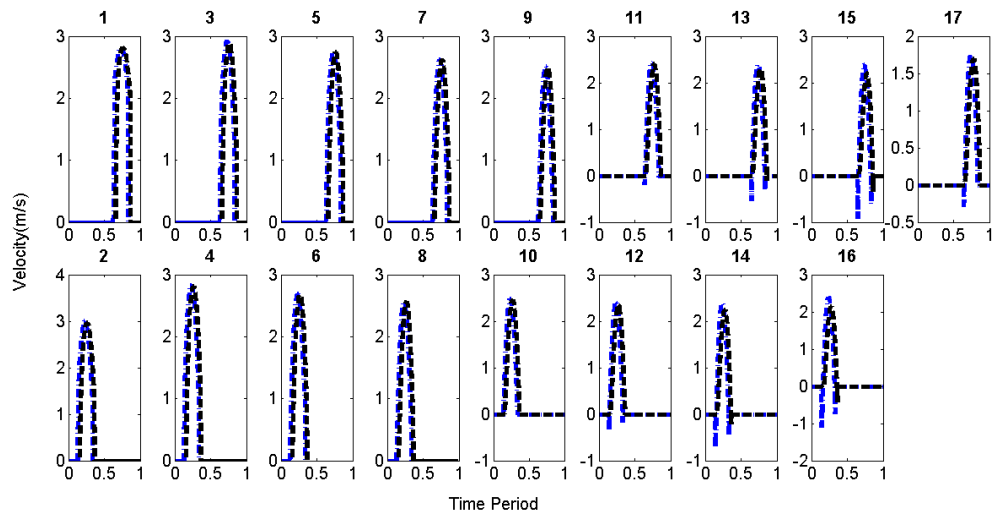 1 3 5 7 9 11 13 15 17
3 3 3 3 3 3 3 3 2
2 2 2 2 2 2 2 2 1.5
1 1 1 1 1 1 1 1 1
0.5
0 0 0 0 0 0 0 0 0
-1 -1 -1 -0.5
0 0.5 1 0 0.5 1 0 0.5 1 0 0.5 1 0 0.5 1 0 0.5 1 0 0.5 1 0 0.5 1 0 0.5 1
Velocity(m/s)
2 4 6 8 10 12 14 16
4 3 3 3 3 3 3 3
3 2 2 2 2 2 2 2
2 1 1 1 1 1 1 1
1 0 0 0 0
0 0 0 0 -1 -1 -1 -1
-2
0 0.5 1 0 0.5 1 0 0.5 1 0 0.5 1 0 0.5 1 0 0.5 1 0 0.5 1 0 0.5 1
Time Period